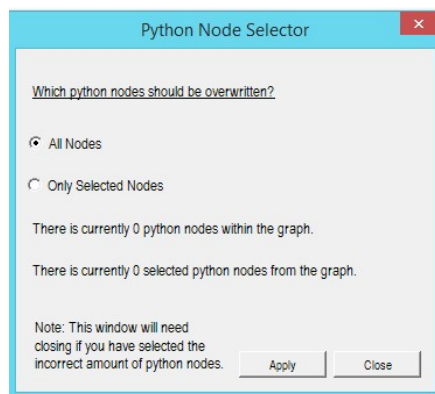 Python Node Selector
Which python nodes should be overwritten?
All Nodes
Only Selected Nodes
There is currently 0 python nodes within the graph.
There is currently 0 selected python nodes from the graph.
Note: This window will need
closing if you have selected the
incorrect amount of python nodes.
Apply
Close